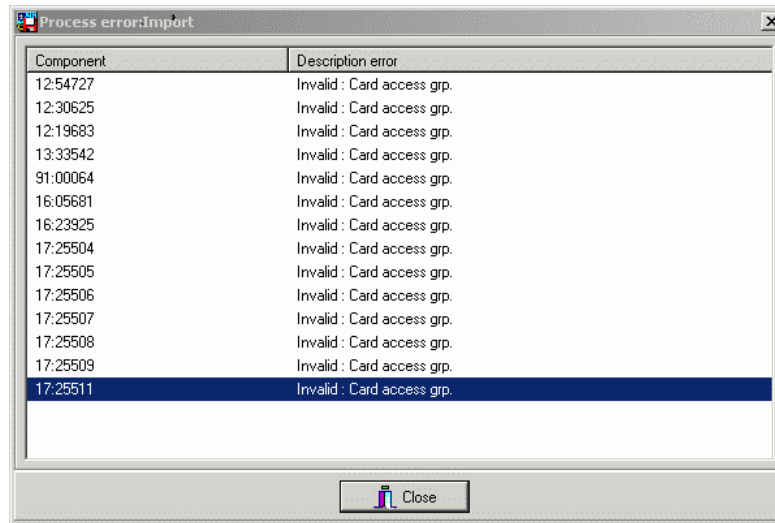 Process error:Import
Component Description error
12:54727 Invalid : Card access grp.
12:30625 Invalid : Card access grp.
12:19683 Invalid : Card access grp.
13:33542 Invalid : Card access grp.
91:00064 Invalid : Card access grp.
16:05681 Invalid : Card access grp.
16:23925 Invalid : Card access grp.
17:25504 Invalid : Card access grp.
17:25505 Invalid : Card access grp.
17:25506 Invalid : Card access grp.
17:25507 Invalid : Card access grp.
17:25508 Invalid : Card access grp.
17:25509 Invalid : Card access grp.
17:25511 Invalid : Card access grp.
Close